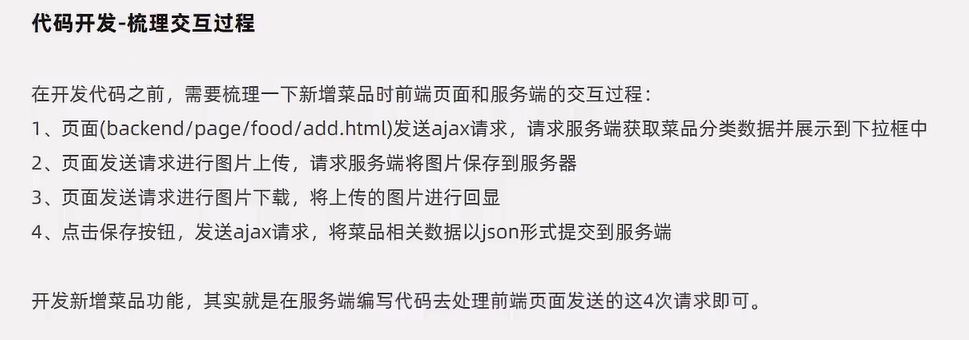 代码开发-梳理交互过程
在开发代码之前，需要梳理一下新增菜品时前端页面和服务端的交互过程：
1、页面(backend/page/food/add.html)发送ajax请求，请求服务端获取菜品分类数据并展示到下拉框中
2、页面发送请求进行图片上传，请求服务端将图片保存到服务器
3、页面发送请求进行图片下载，将上传的图片进行回显
4、点击保存按钮，发送ajax请求，将菜品相关数据以json形式提交到服务端
开发新增菜品功能，其实就是在服务端编写代码去处理前端页面发送的这4次请求即可。